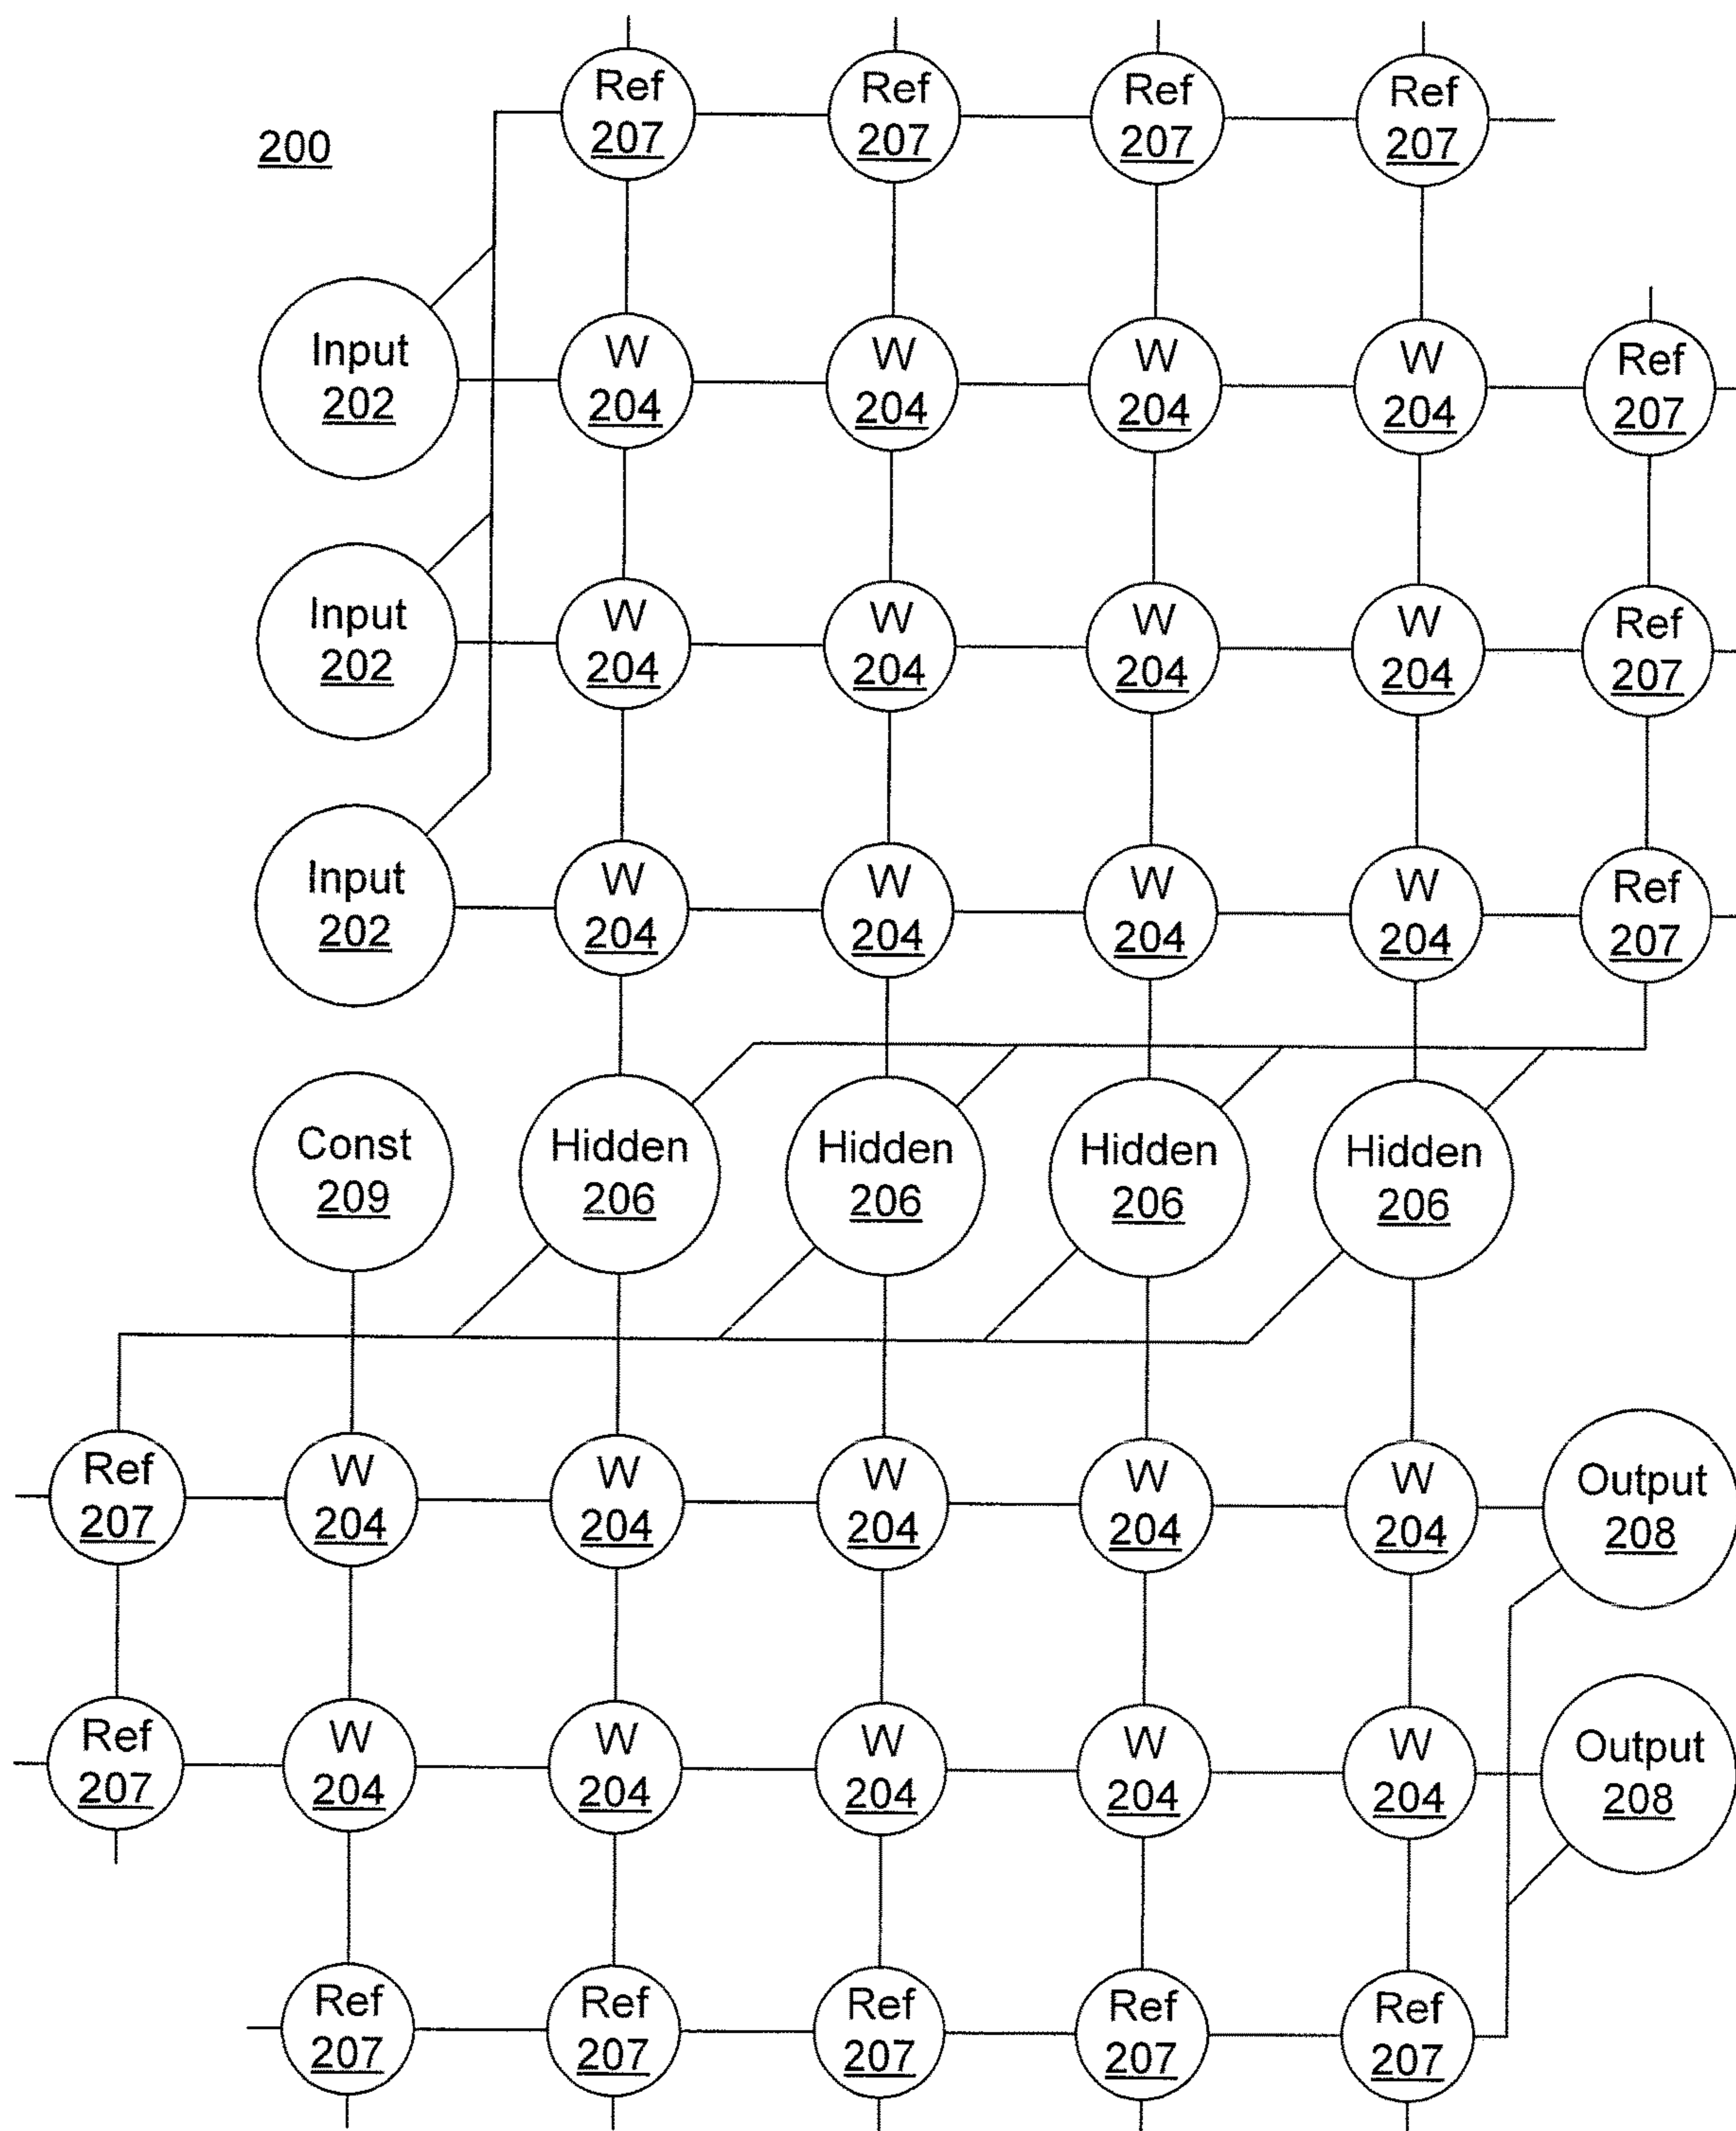 200
Ref Ref Ref Ref
207 207 207 207
Input W W W W Ref
202 204 204 204 204 207
Input W W W W Ref
202 204 204 204 204 207
Input W W W W Ref
202 204 204 204 204 207
Const Hidden Hidden Hidden Hidden
209 206 206 206 206
Ref W W W W W Output
207 204 204 204 204 204 208
Ref W W W W W Output
207 204 204 204 204 204 208
Ref Ref Ref Ref Ref
207 207 207 207 207